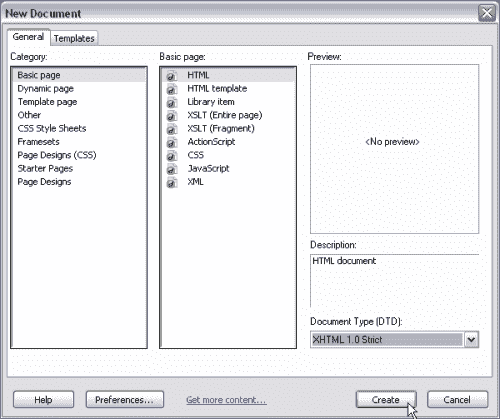 New Document
General
Templates
Category:
Basic page
Dynamic page
Template page
Other
CSS Style Sheets
Framesets
Page Designs (CSS)
Starter Pages
Page Designs
Basic page:
HTML
HTML template
Library item
XSLT (Entire page)
XSLT (Fragment)
ActionScript
CSS
JavaScript
XML
Preview:
<No preview>
Description:
HTML document
Document Type (DTD):
XHTML 1.0 Strict
Help
Preferences...
Get more content...
Create
Cancel